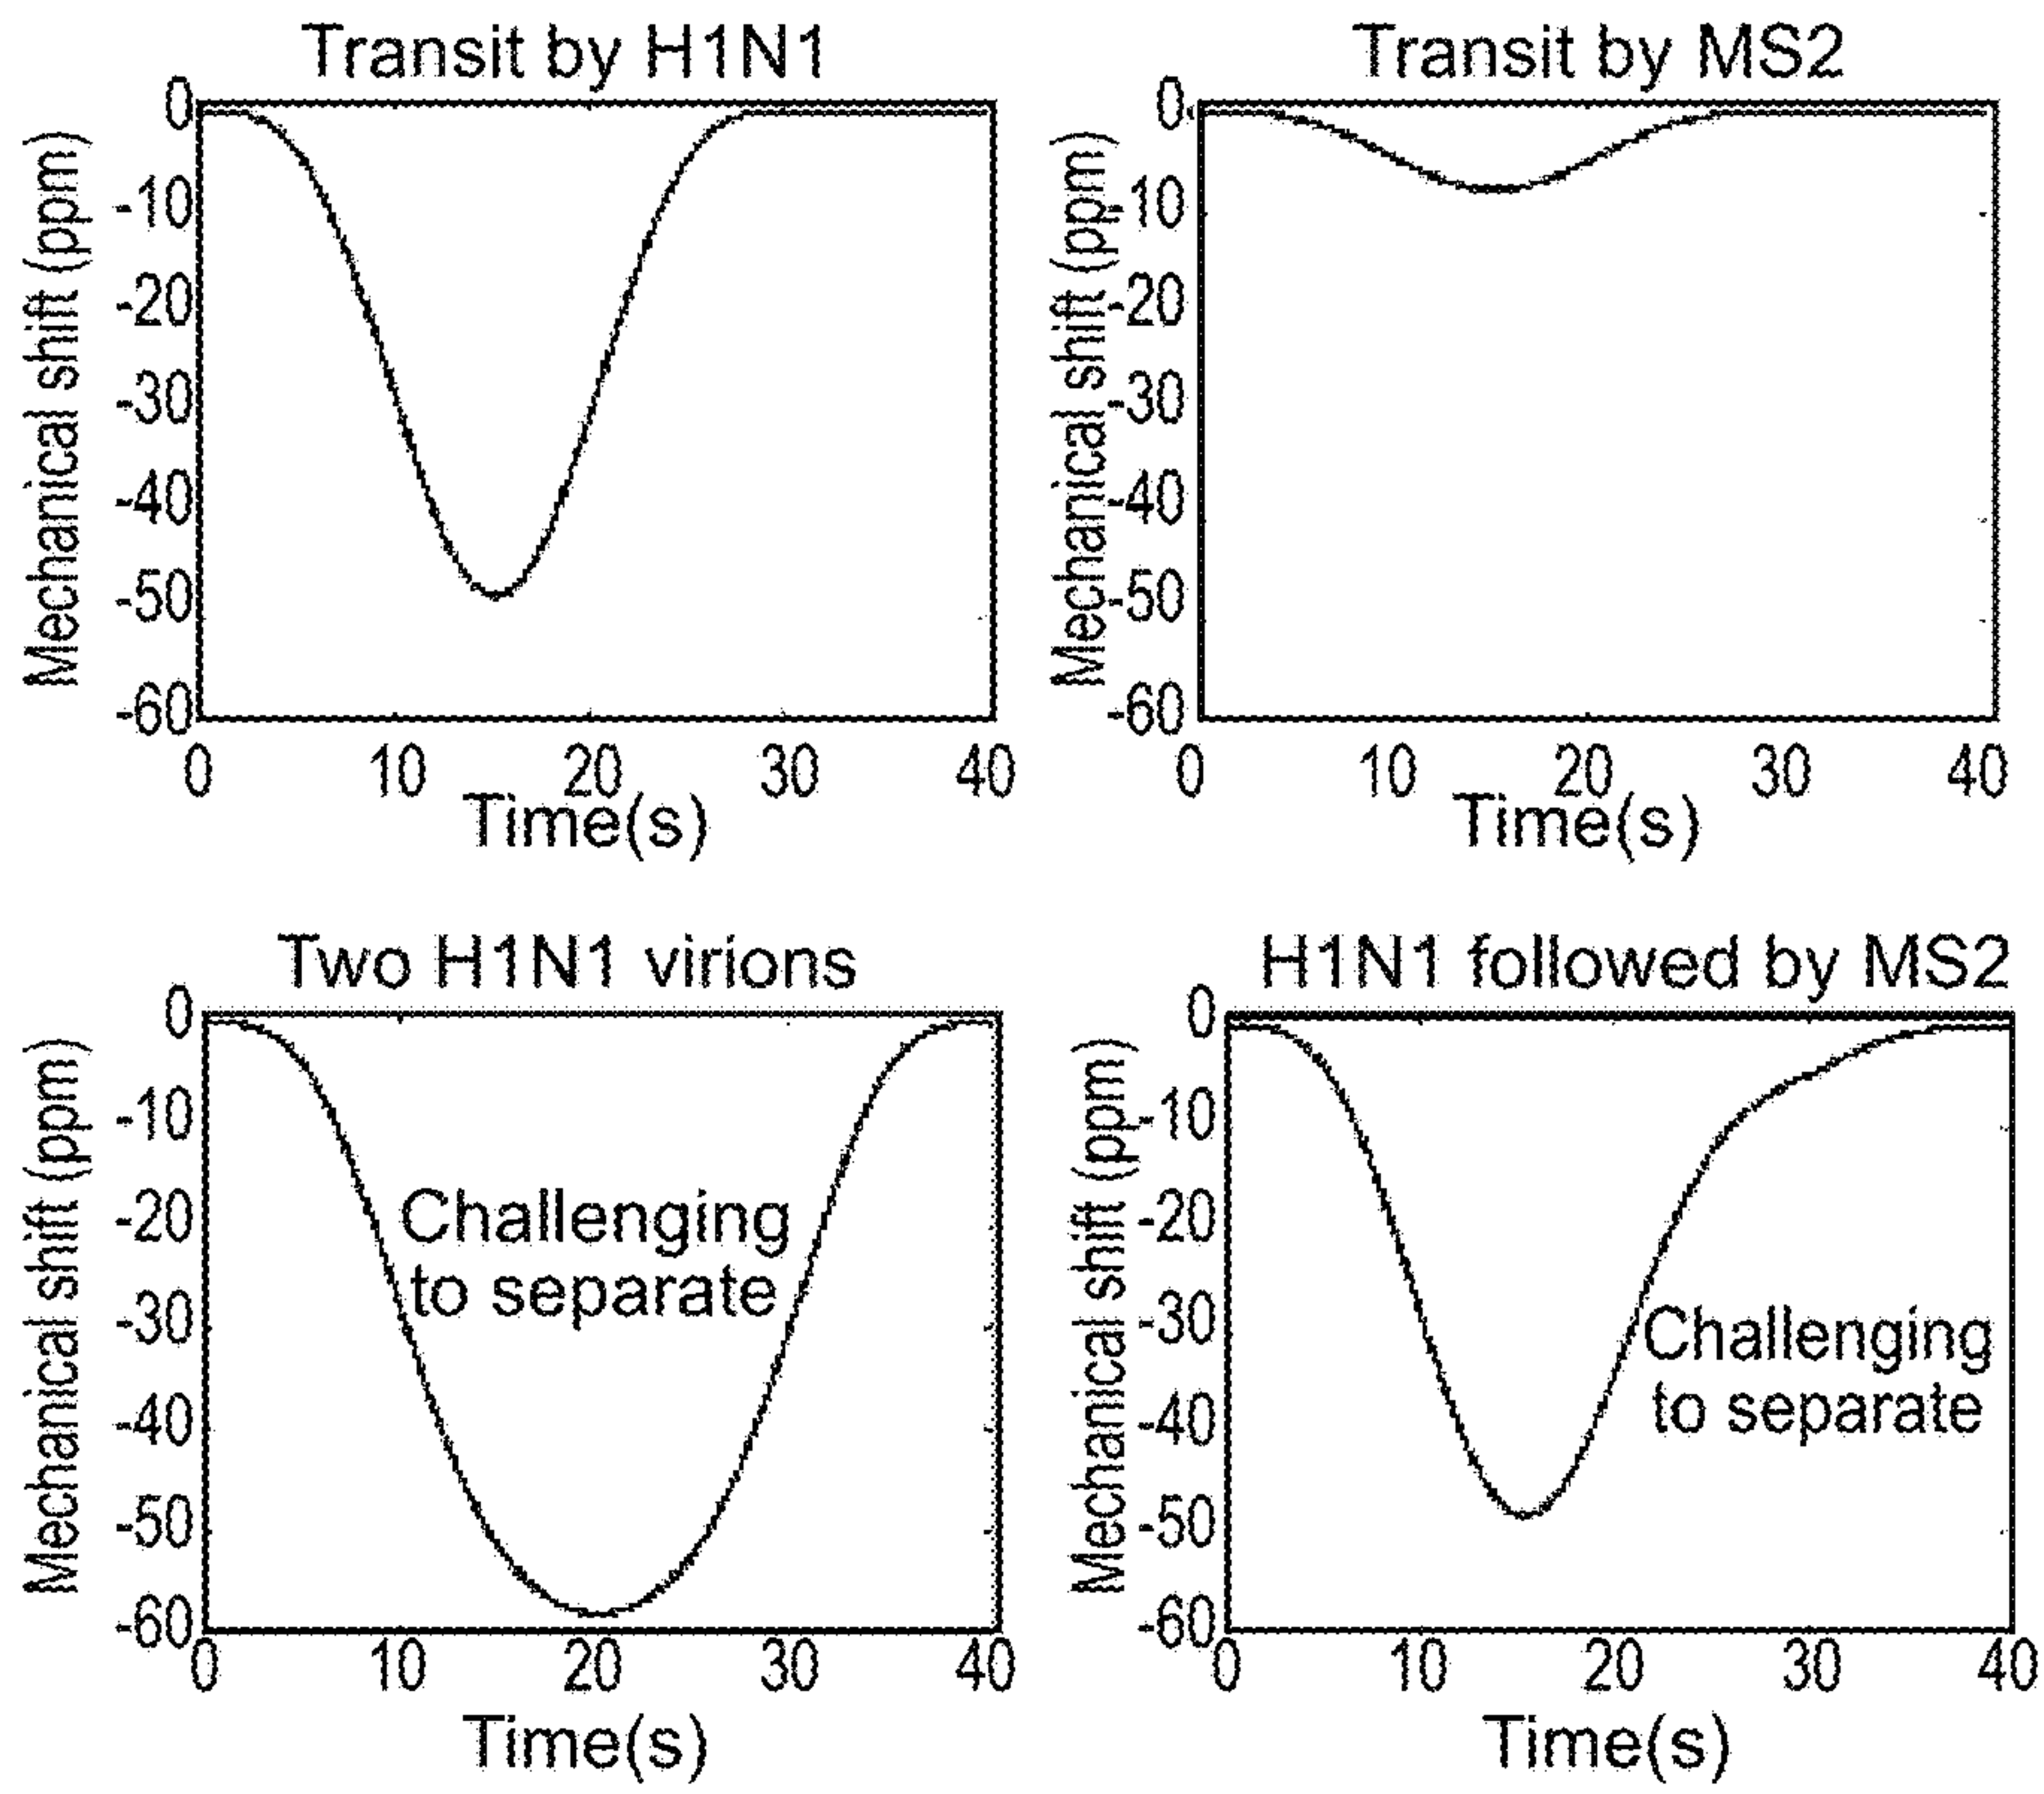 Transit by H1N1
Mechanical shift (ppm)
0
-10
-20
-30
-40
-50
-60
0 10 20 30 40
Time(s)
Transit by MS2
Mechanical shift (ppm)
0
-10
-20
-30
-40
-50
-60
0 10 20 30 40
Time(s)
Two H1N1 virions
Mechanical shift (ppm)
0
-10
-20
-30
-40
-50
-60
Challenging
to separate
0 10 20 30 40
Time(s)
H1N1 followed by MS2
Mechanical shift (ppm)
0
-10
-20
-30
-40
-50
-60
Challenging
to separate
0 10 20 30 40
Time(s)